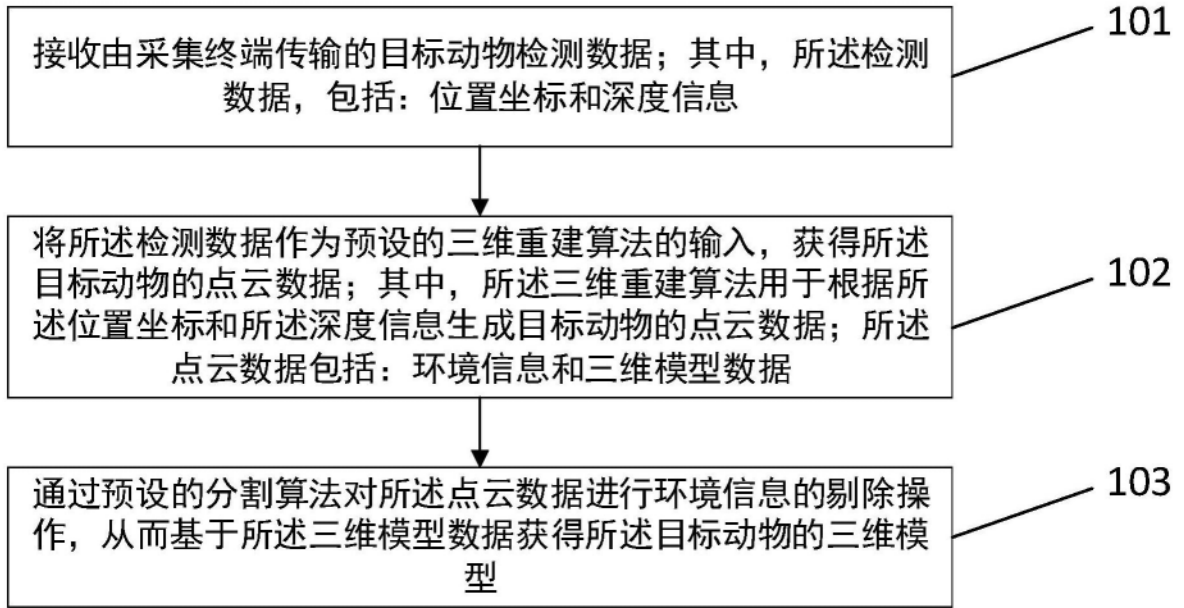 接收由采集终端传输的目标动物检测数据；其中，所述检测
数据，包括：位置坐标和深度信息
101
将所述检测数据作为预设的三维重建算法的输入，获得所述
目标动物的点云数据；其中，所述三维重建算法用于根据所
述位置坐标和所述深度信息生成目标动物的点云数据；所述
点云数据包括：环境信息和三维模型数据
102
通过预设的分割算法对所述点云数据进行环境信息的剔除操
作，从而基于所述三维模型数据获得所述目标动物的三维模
型
103